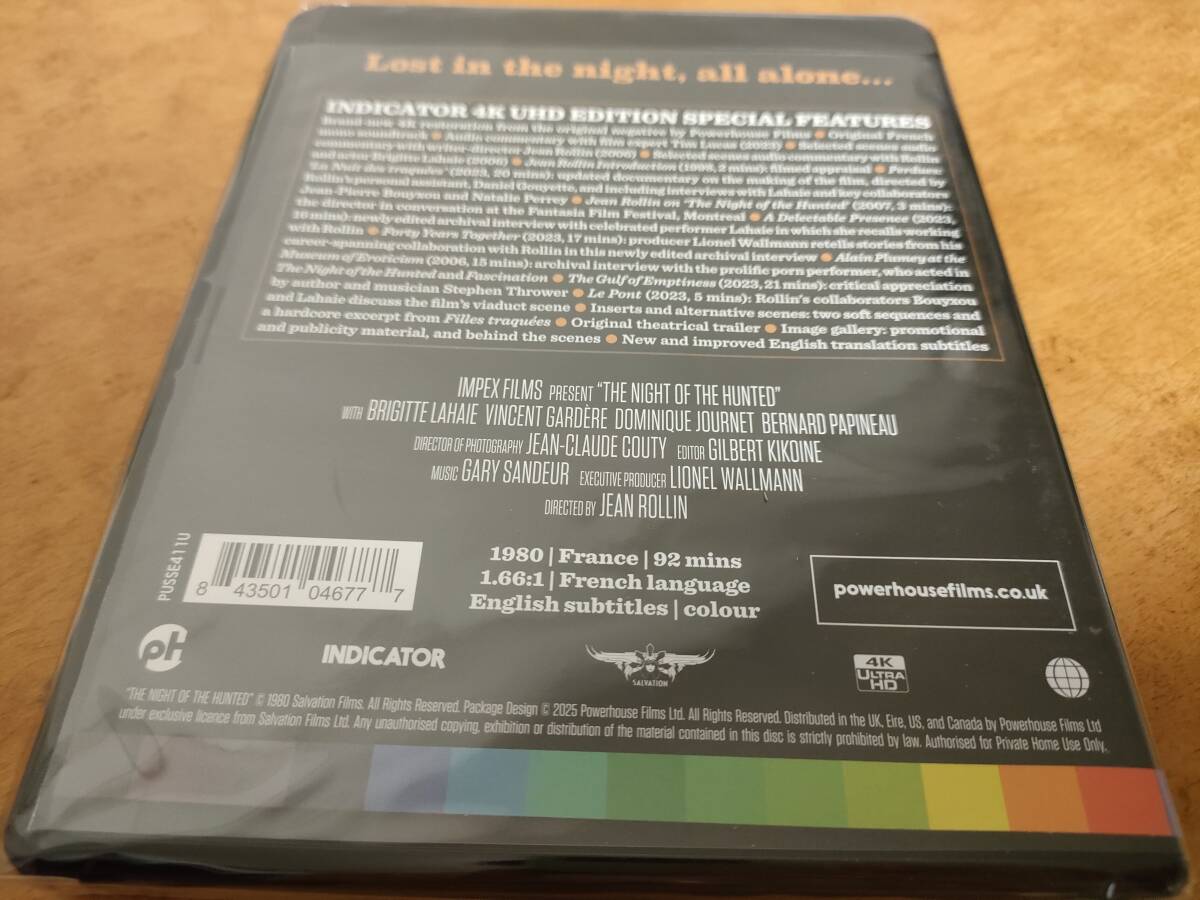 Lost in the night, all alone...
INDICATOR 4K UHD EDITION SPECIAL FEATURES
Brand-new 4K restoration from the original negative by Powerhouse Films ● Original French
mono soundtrack ● Audio commentary with film expert Tim Lucas (2023) ● Selected scenes audio
commentary with writer-director Jean Rollin (2006) ● Selected scenes audio commentary with Rollin
and actor Brigitte Lahaie (2006) ● Jean Rollin Introduction (1998, 2 mins): filmed appraisal ● Perdues
'La Nuit des traquées' (2023, 20 mins): updated documentary on the making of the film, directed by
Rollin's personal assistant, Daniel Gouyette, and including interviews with Lahaie and key collaborators
Jean-Pierre Bouyxou and Natalie Perrey ● Jean Rollin on 'The Night of the Hunted' (2007, 3 mins):
the director in conversation at the Fantasia Film Festival, Montreal ● A Delectable Presence (2023,
16 mins): newly edited archival interview with celebrated performer Lahaie in which she recalls working
with Rollin ● Forty Years Together (2023, 17 mins): producer Lionel Wallmann retells stories from his
career-spanning collaboration with Rollin in this newly edited archival interview ● Alain Plumey at the
Museum of Eroticism (2006, 15 mins): archival interview with the prolific porn performer, who acted in
The Night of the Hunted and Fascination ● The Gulf of Emptiness (2023, 21 mins): critical appreciation
by author and musician Stephen Thrower ● Le Pont (2023, 5 mins): Rollin's collaborators Bouyxou
and Lahaie discuss the film's viaduct scene ● Inserts and alternative scenes: two soft sequences and
a hardcore excerpt from Filles traquées ● Original theatrical trailer ● Image gallery: promotional
and publicity material, and behind the scenes ● New and improved English translation subtitles
IMPEX FILMS PRESENT "THE NIGHT OF THE HUNTED"
WITH BRIGITTE LAHAIE VINCENT GARDÈRE DOMINIQUE JOURNET BERNARD PAPINEAU
DIRECTOR OF PHOTOGRAPHY JEAN-CLAUDE COUTY EDITOR GILBERT KIKOINE
MUSIC GARY SANDEUR EXECUTIVE PRODUCER LIONEL WALLMANN
DIRECTED BY JEAN ROLLIN
PUSSE411U
8 43501 04677 7
1980 | France | 92 mins
1.66:1 | French language
English subtitles | colour
powerhousefilms.co.uk
pH
INDICATOR
SALVATION
4K
ULTRA
HD
"THE NIGHT OF THE HUNTED" © 1980 Salvation Films. All Rights Reserved. Package Design © 2025 Powerhouse Films Ltd. All Rights Reserved. Distributed in the UK, Eire, US, and Canada by Powerhouse Films Ltd
under exclusive licence from Salvation Films Ltd. Any unauthorised copying, exhibition or distribution of the material contained in this disc is strictly prohibited by law. Authorised for Private Home Use Only.